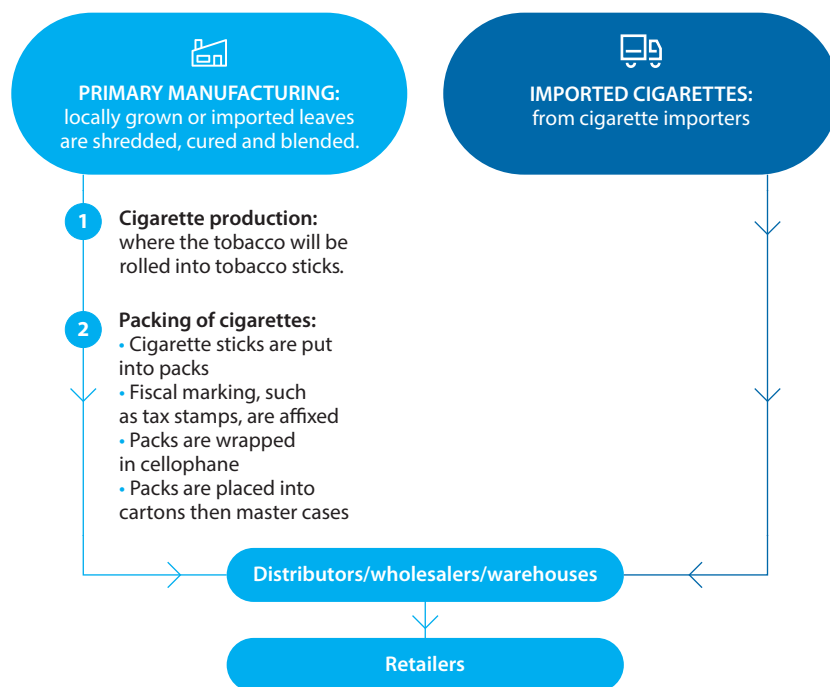 PRIMARY MANUFACTURING:
locally grown or imported leaves
are shredded, cured and blended.
IMPORTED CIGARETTES:
from cigarette importers
1
Cigarette production:
where the tobacco will be
rolled into tobacco sticks.
2
Packing of cigarettes:
• Cigarette sticks are put
into packs
• Fiscal marking, such
as tax stamps, are affixed
• Packs are wrapped
in cellophane
• Packs are placed into
cartons then master cases
Distributors/wholesalers/warehouses
Retailers